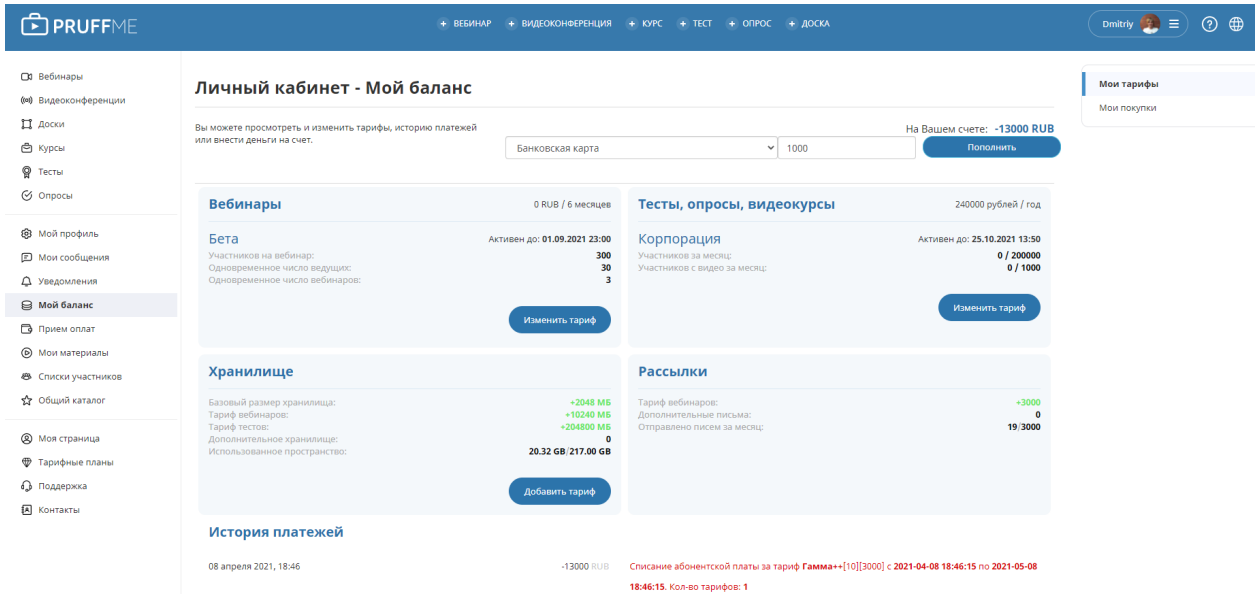 PRUFFME
+ ВЕБИНАР + ВИДЕОКОНФЕРЕНЦИЯ + КУРС + ТЕСТ + ОПРОС + ДОСКА
Dmitriy
Вебинары
Видеоконференции
Доски
Курсы
Тесты
Опросы
Мой профиль
Мои сообщения
Уведомления
Мой баланс
Прием оплат
Мои материалы
Списки участников
Общий каталог
Моя страница
Тарифные планы
Поддержка
Контакты
Личный кабинет - Мой баланс
Вы можете просмотреть и изменить тарифы, историю платежей
или внести деньги на счет.
Банковская карта
1000
На Вашем счете: -13000 RUB
Пополнить
Вебинары 0 RUB / 6 месяцев
Бета Активен до: 01.09.2021 23:00
Участников на вебинар: 300
Одновременное число ведущих: 30
Одновременное число вебинаров: 3
Изменить тариф
Тесты, опросы, видеокурсы 240000 рублей / год
Корпорация Активен до: 25.10.2021 13:50
Участников за месяц: 0 / 200000
Участников с видео за месяц: 0 / 1000
Изменить тариф
Хранилище
Базовый размер хранилища: +2048 МБ
Тариф вебинаров: +10240 МБ
Тариф тестов: +204800 МБ
Дополнительное хранилище: 0
Использованное пространство: 20.32 GB/217.00 GB
Добавить тариф
Рассылки
Тариф вебинаров: +3000
Дополнительные письма: 0
Отправлено писем за месяц: 19/3000
История платежей
08 апреля 2021, 18:46 -13000 RUB Списание абонентской платы за тариф Гамма++[10][3000] с 2021-04-08 18:46:15 по 2021-05-08
18:46:15. Кол-во тарифов: 1
Мои тарифы
Мои покупки